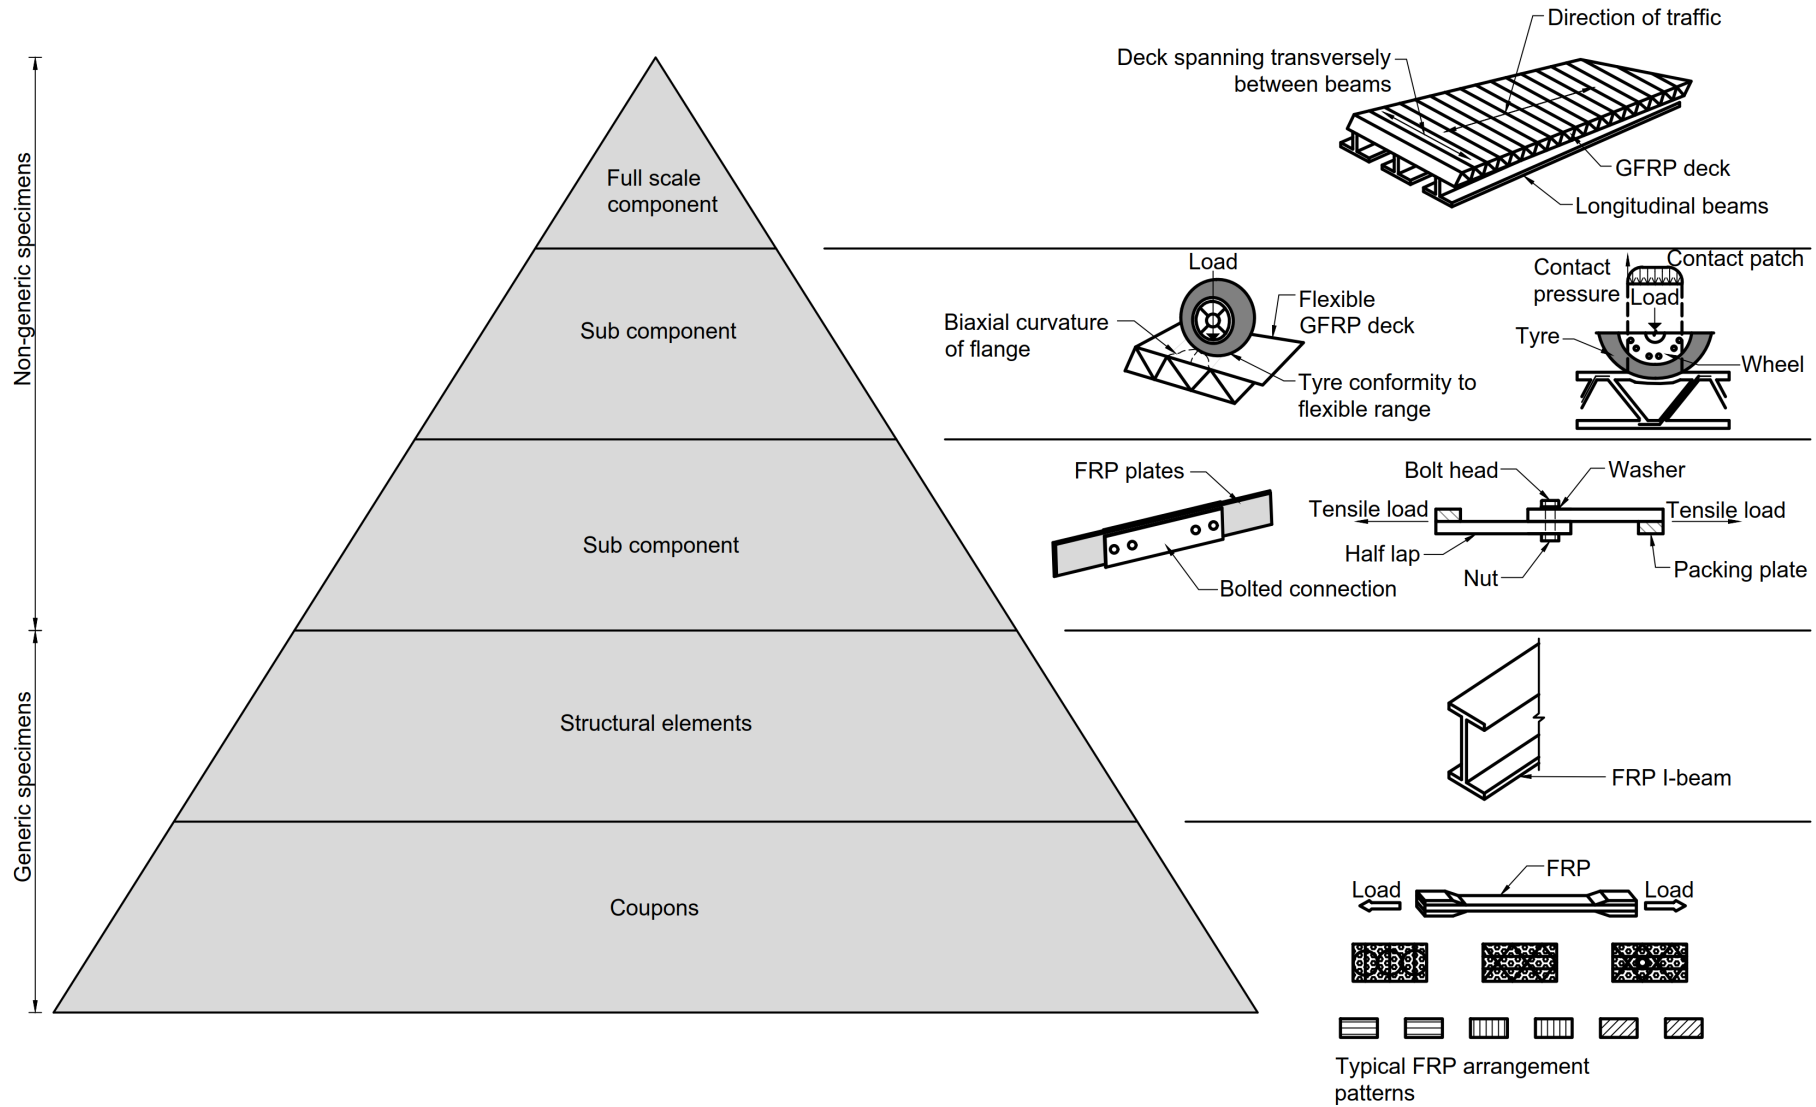 Direction of traffic
Deck spanning transversely
between beams
GFRP deck
Longitudinal beams
Full scale
component
Non-generic specimens
Load
Flexible
GFRP deck
Biaxial curvature
of flange
Tyre conformity to
flexible range
Contact
pressure
Contact patch
Load
Tyre
Wheel
Sub component
FRP plates
Bolted connection
Bolt head
Washer
Tensile load
Tensile load
Half lap
Nut
Packing plate
Sub component
Generic specimens
Structural elements
FRP I-beam
Coupons
FRP
Load
Load
Typical FRP arrangement
patterns